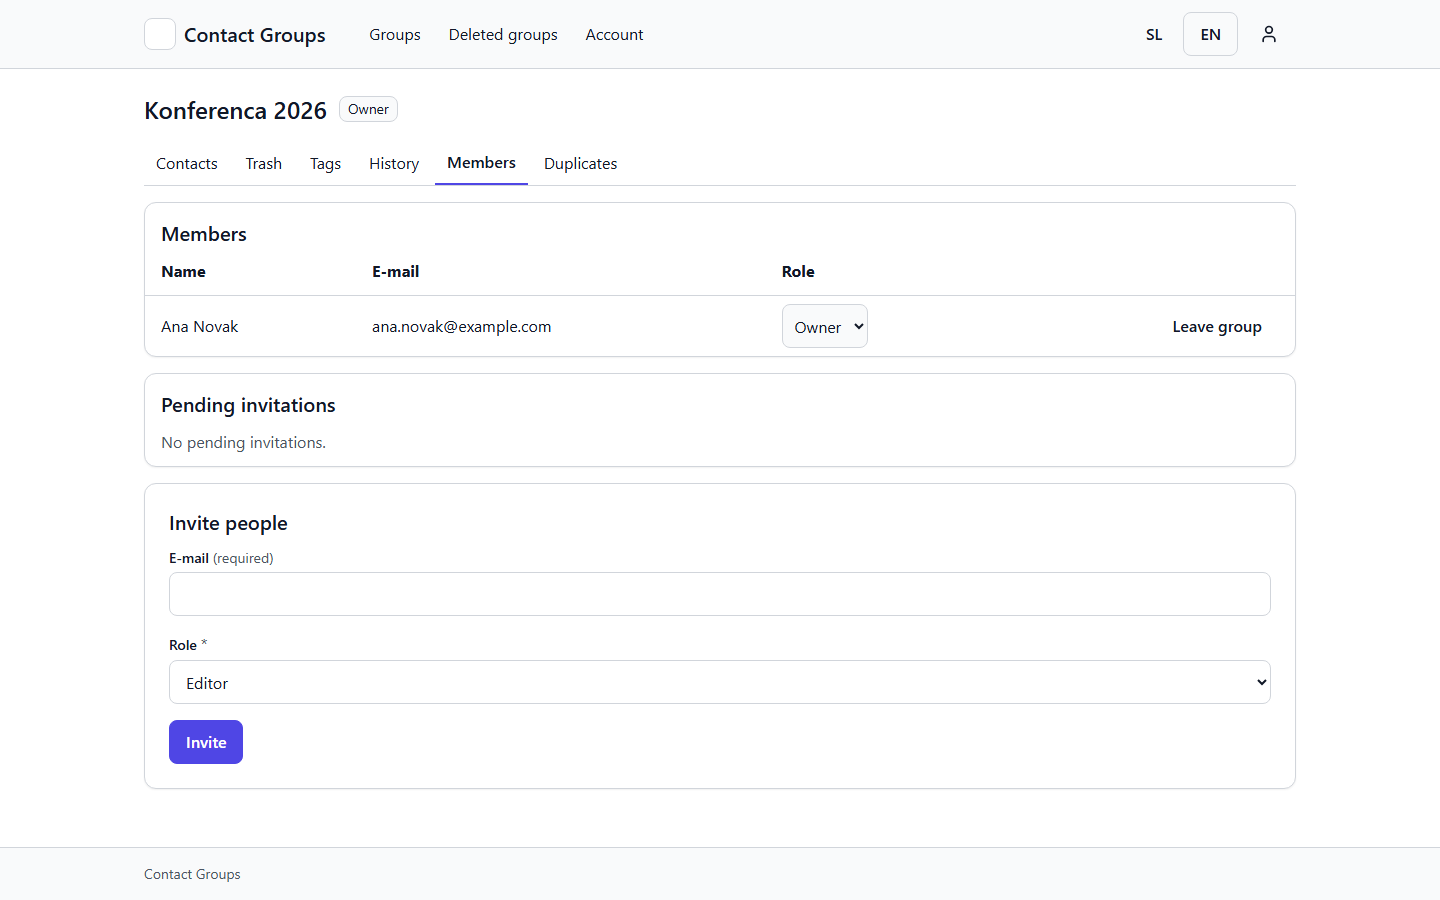 Contact Groups Groups Deleted groups Account SL EN
Konferenca 2026 Owner
Contacts Trash Tags History Members Duplicates
Members
Name E-mail Role
Ana Novak ana.novak@example.com Owner Leave group
Pending invitations
No pending invitations.
Invite people
E-mail (required)
Role *
Editor
Invite
Contact Groups